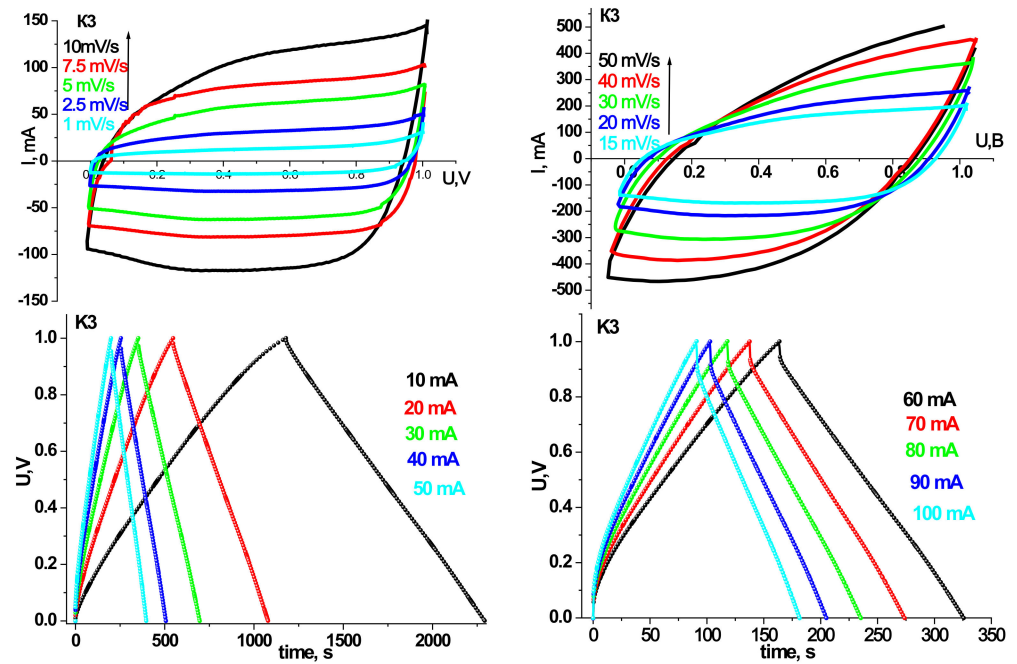 K3
10mV/s
7.5 mV/s
5 mV/s
2.5 mV/s
1 mV/s
I, mA
150
100
50
0
-50
-100
-150
0.0 0.2 0.4 0.6 0.8 1.0
U,V
K3
50 mV/s
40 mV/s
30 mV/s
20 mV/s
15 mV/s
I, mA
500
400
300
200
100
0
-100
-200
-300
-400
-500
0 0.2 0.4 0.6 0.8 1.0
U,B
K3
10 mA
20 mA
30 mA
40 mA
50 mA
U,V
1.0
0.8
0.6
0.4
0.2
0.0
0 500 1000 1500 2000
time, s
K3
60 mA
70 mA
80 mA
90 mA
100 mA
U,V
1.0
0.8
0.6
0.4
0.2
0.0
0 50 100 150 200 250 300 350
time, s